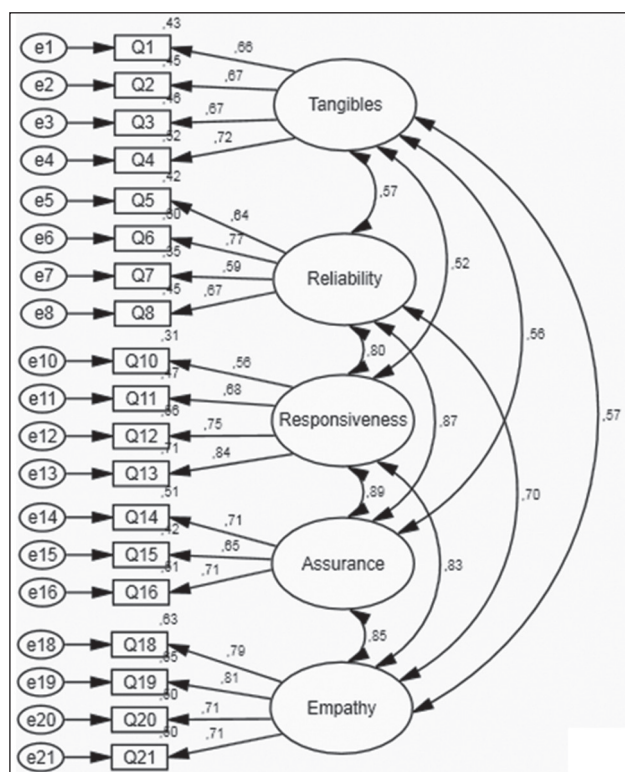 ,43
e1 Q1 ,66
,45
e2 Q2 ,67
,46
e3 Q3 ,67
Tangibles
,52
e4 Q4 ,72
,42
,57
e5 Q5 ,64
,60
e6 Q6 ,77
,35
e7 Q7 ,59
Reliability
,52
,45
e8 Q8 ,67
,31
,80
,56
e10 Q10 ,56
,47
e11 Q11 ,68
Responsiveness
,87
,57
e12 Q12 ,75
,71
e13 Q13 ,84
,51
,89
,70
e14 Q14 ,71
,42
e15 Q15 ,65
Assurance
,83
e16 Q16 ,71
,63
,85
e18 Q18 ,79
,65
e19 Q19 ,81
Empathy
e20 Q20 ,71
e21 Q21 ,71